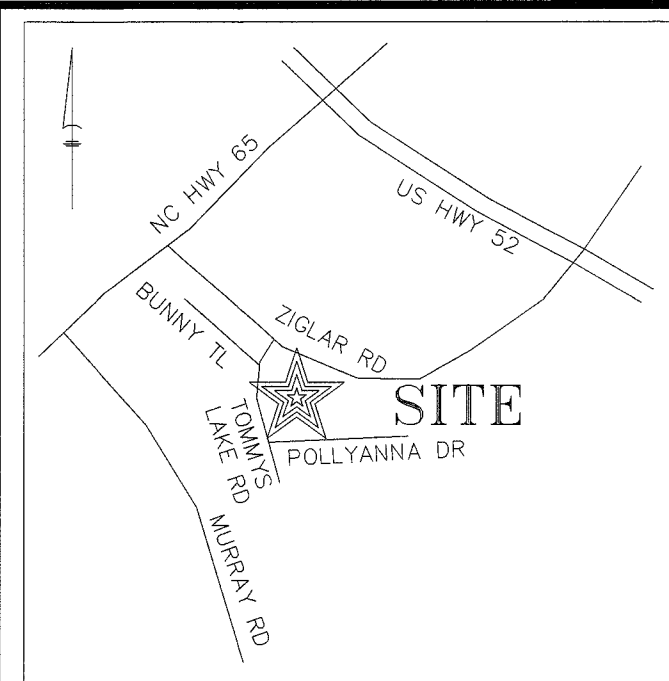 NC HWY 65
US HWY 52
BUNNY TL
ZIGLAR RD
SITE
TOMMYS
LAKE RD
POLLYANNA DR
MURRAY RD